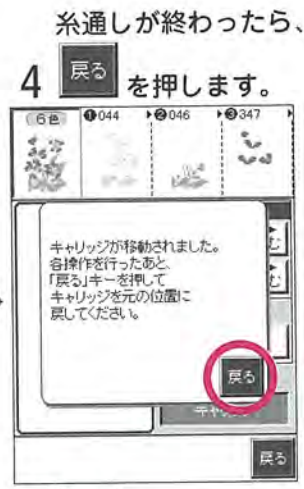 糸通しが終わったら、
4 戻る を押します。
6色 ❶044 ▶❷046 ▶❸347
キャリッジが移動されました。
各操作を行ったあと、
「戻る」キーを押して
キャリッジを元の位置に
戻してください。
む
む
戻る
戻る